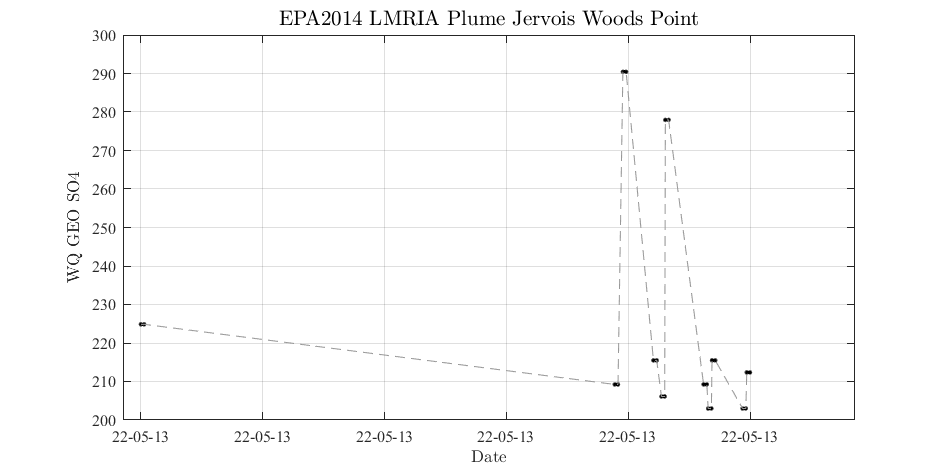 EPA2014 LMRIA Plume Jervois Woods Point
300
290
280
270
260
250
240
230
220
210
200
WQ GEO SO4
22-05-13 22-05-13 22-05-13 22-05-13 22-05-13 22-05-13
Date